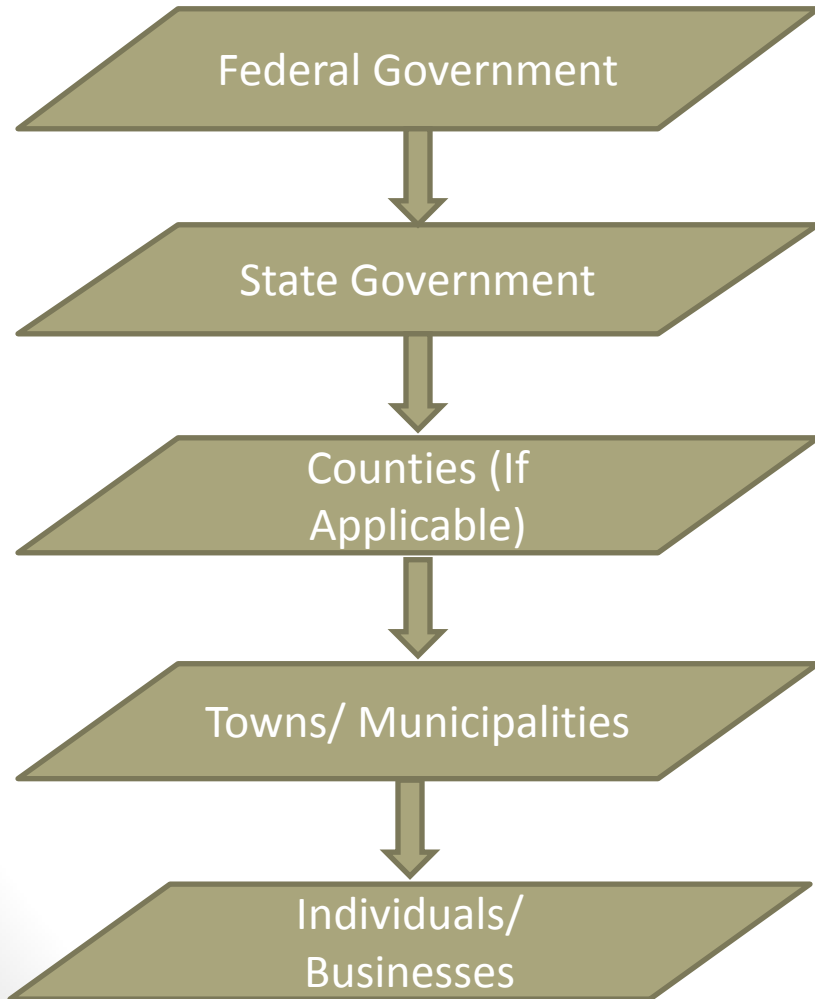 Federal Government
State Government
Counties (If
Applicable)
Towns/ Municipalities
Individuals/
Businesses